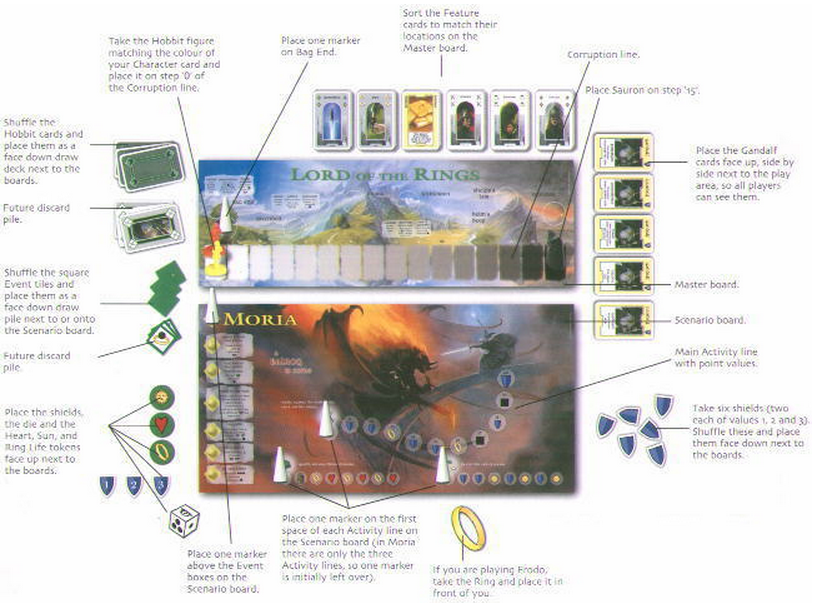 Sort the Feature
cards to match their
locations on the
Master board.
Take the Hobbit figure
matching the colour of
your Character card and
place it on step '0' of
the Corruption line.
Place one marker
on Bag End.
Corruption line.
Place Sauron on step '15'.
Shuffle the
Hobbit cards and
place them as a
face down draw
deck next to the
boards.
Future discard
pile.
Place the Gandalf
cards face up, side by
side next to the play
area, so all players
can see them.
LORD OF THE RINGS
Shuffle the square
Event tiles and
place them as a
face down draw
pile next to or onto
the Scenario board.
Future discard
pile.
Master board.
Scenario board.
MORIA
Main Activity line
with point values.
Place the shields,
the die and the
Heart, Sun, and
Ring Life tokens
face up next to
the boards.
1 2 3
Take six shields (two
each of values 1, 2 and 3).
Shuffle these and place
them face down next to
the boards.
Place one marker
above the Event
boxes on the
Scenario board.
Place one marker on the first
space of each Activity line on
the Scenario board (in Moria
there are only the three
Activity lines, so one marker
is initially left over).
If you are playing Frodo,
take the Ring and place it in
front of you.